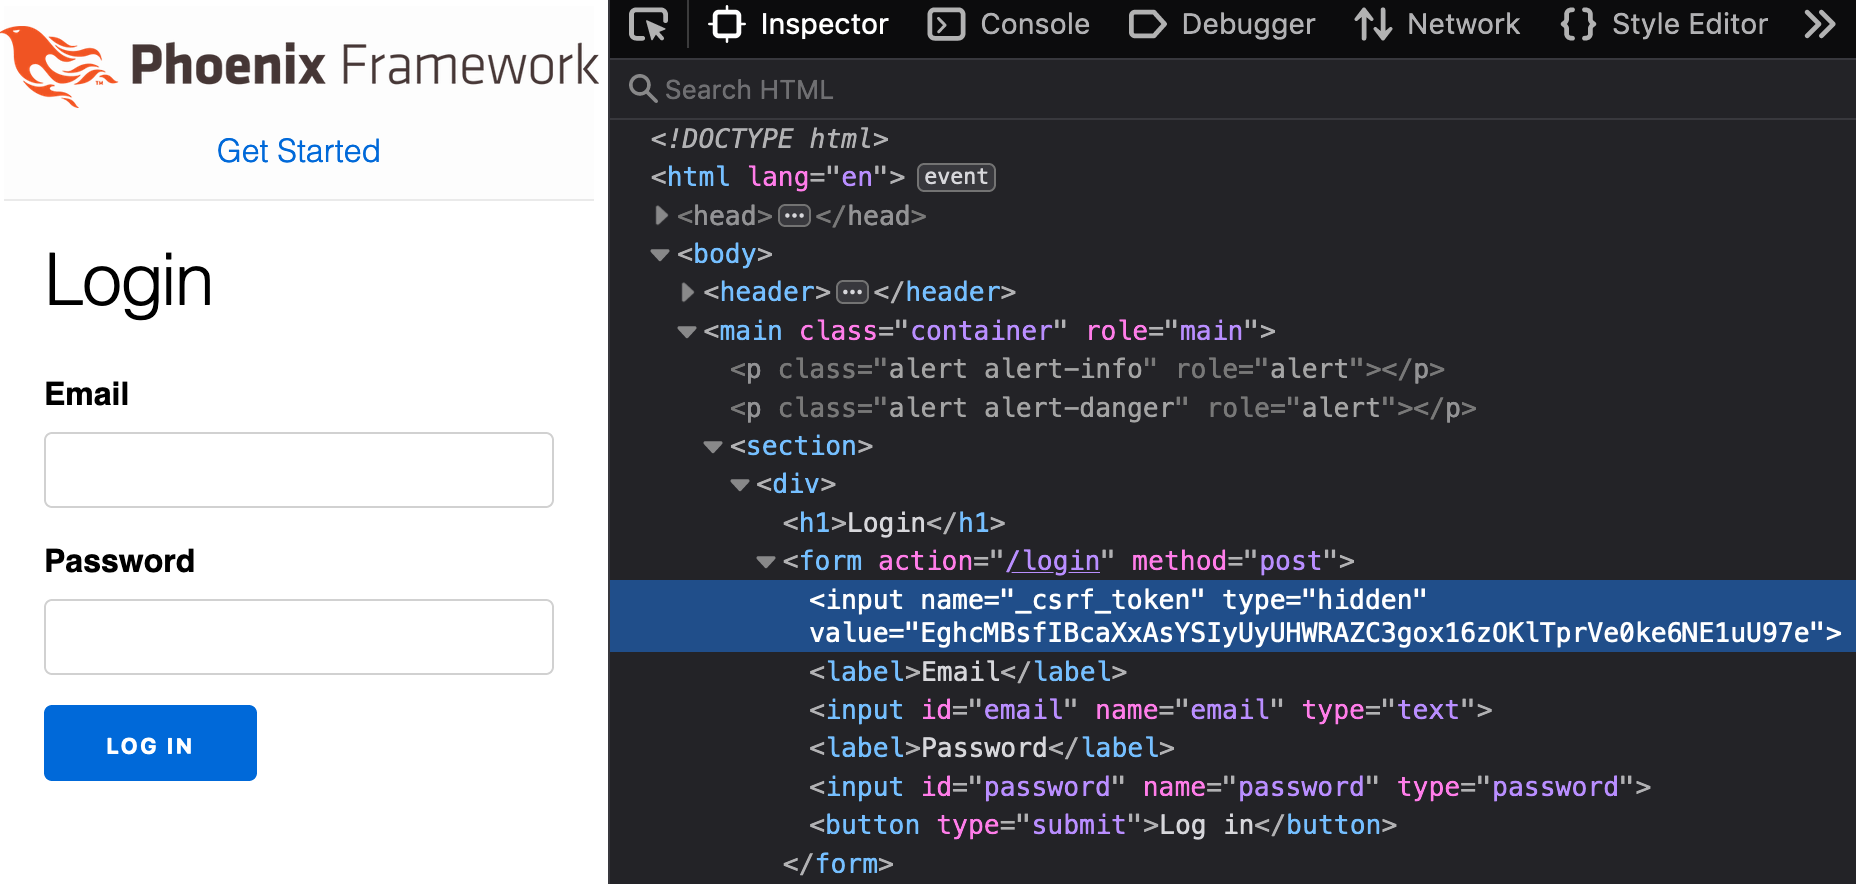 Phoenix Framework
™
Get Started
Login
Email
Password
LOG IN
Inspector Console Debugger Network Style Editor
Search HTML
<!DOCTYPE html>
<html lang="en"> event
<head>...</head>
<body>
<header>...</header>
<main class="container" role="main">
<p class="alert alert-info" role="alert"></p>
<p class="alert alert-danger" role="alert"></p>
<section>
<div>
<h1>Login</h1>
<form action="/login" method="post">
<input name="_csrf_token" type="hidden"
value="EghcMBsfIBcaXxAsYSIyUyUHWRAZC3gox16zOKlTprVe0ke6NE1uU97e">
<label>Email</label>
<input id="email" name="email" type="text">
<label>Password</label>
<input id="password" name="password" type="password">
<button type="submit">Log in</button>
</form>